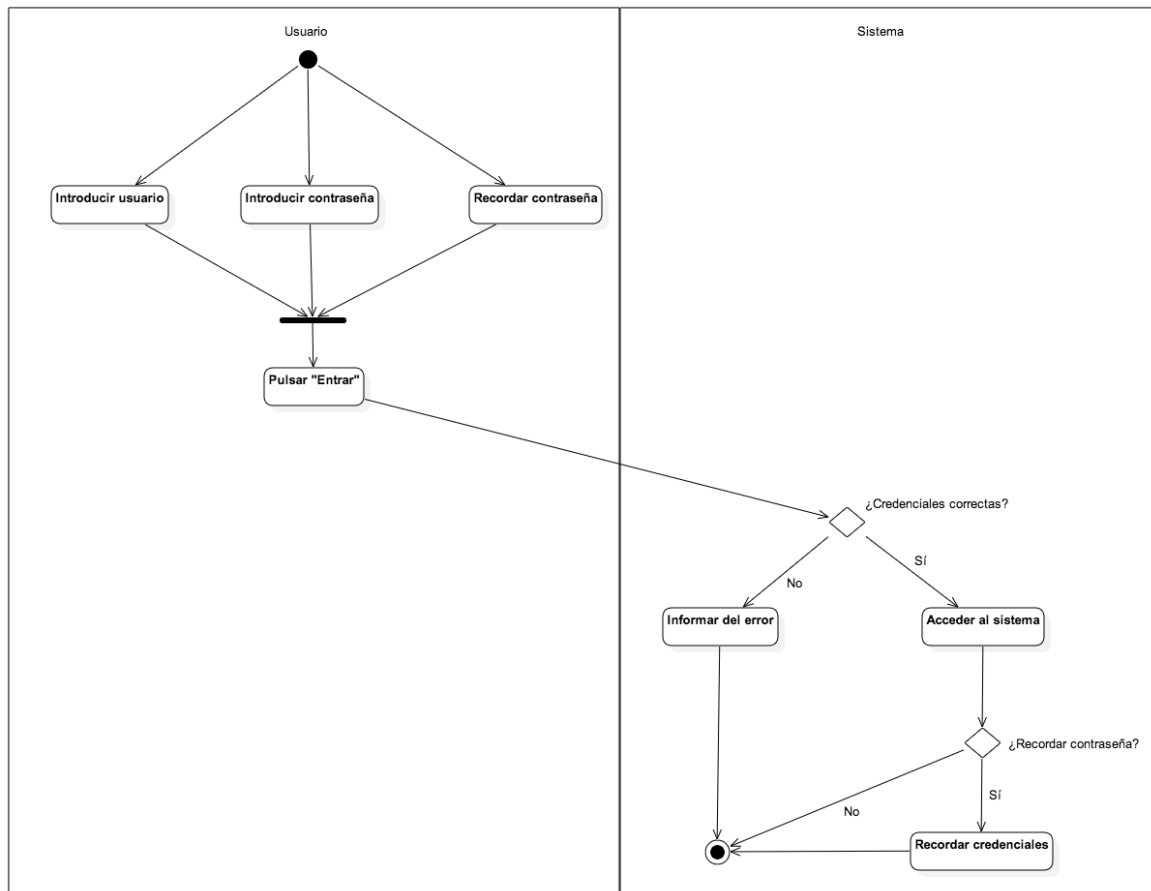 Usuario
Sistema
Introducir usuario
Introducir contraseña
Recordar contraseña
Pulsar "Entrar"
¿Credenciales correctas?
No
Sí
Informar del error
Acceder al sistema
¿Recordar contraseña?
No
Sí
Recordar credenciales